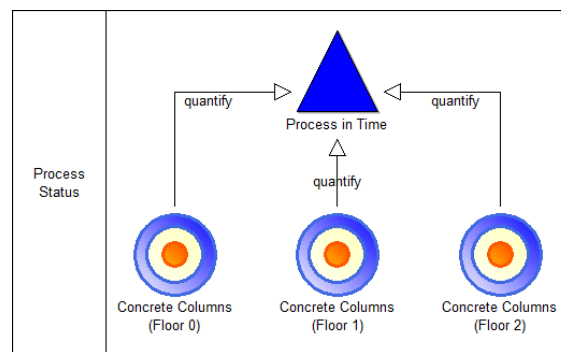 Process
Status
quantify
quantify
Process in Time
quantify
Concrete Columns
(Floor 0)
Concrete Columns
(Floor 1)
Concrete Columns
(Floor 2)